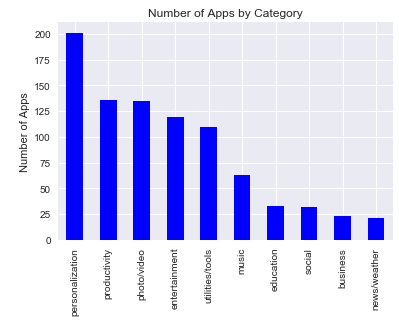 Number of Apps by Category
Number of Apps
200
175
150
125
100
75
50
25
0
personalization
productivity
photo/video
entertainment
utilities/tools
music
education
social
business
news/weather